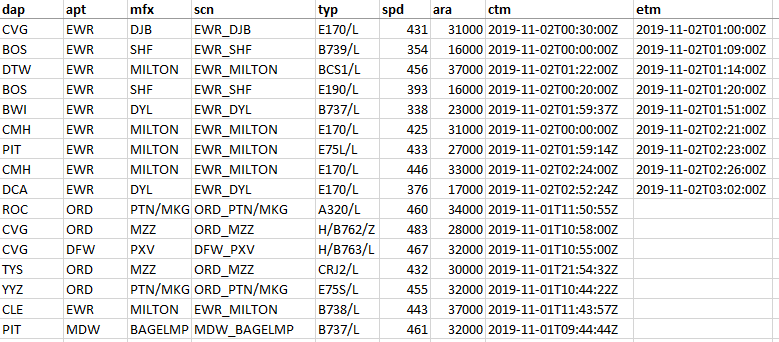 dap apt mfx scn typ spd ara ctm etm
CVG EWR DJB EWR_DJB E170/L 431 31000 2019-11-02T00:30:00Z 2019-11-02T01:00:00Z
BOS EWR SHF EWR_SHF B739/L 354 16000 2019-11-02T00:00:00Z 2019-11-02T01:09:00Z
DTW EWR MILTON EWR_MILTON BCS1/L 456 37000 2019-11-02T01:22:00Z 2019-11-02T01:14:00Z
BOS EWR SHF EWR_SHF E190/L 393 16000 2019-11-02T00:20:00Z 2019-11-02T01:20:00Z
BWI EWR DYL EWR_DYL B737/L 338 23000 2019-11-02T01:59:37Z 2019-11-02T01:51:00Z
CMH EWR MILTON EWR_MILTON E170/L 425 31000 2019-11-02T00:00:00Z 2019-11-02T02:21:00Z
PIT EWR MILTON EWR_MILTON E75L/L 433 27000 2019-11-02T01:59:14Z 2019-11-02T02:23:00Z
CMH EWR MILTON EWR_MILTON E170/L 446 33000 2019-11-02T02:24:00Z 2019-11-02T02:26:00Z
DCA EWR DYL EWR_DYL E170/L 376 17000 2019-11-02T02:52:24Z 2019-11-02T03:02:00Z
ROC ORD PTN/MKG ORD_PTN/MKG A320/L 460 34000 2019-11-01T11:50:55Z
CVG ORD MZZ ORD_MZZ H/B762/Z 483 28000 2019-11-01T10:58:00Z
CVG DFW PXV DFW_PXV H/B763/L 467 32000 2019-11-01T10:55:00Z
TYS ORD MZZ ORD_MZZ CRJ2/L 432 30000 2019-11-01T21:54:32Z
YYZ ORD PTN/MKG ORD_PTN/MKG E75S/L 455 32000 2019-11-01T10:44:22Z
CLE EWR MILTON EWR_MILTON B738/L 443 37000 2019-11-01T11:43:57Z
PIT MDW BAGELMP MDW_BAGELMP B737/L 461 32000 2019-11-01T09:44:44Z